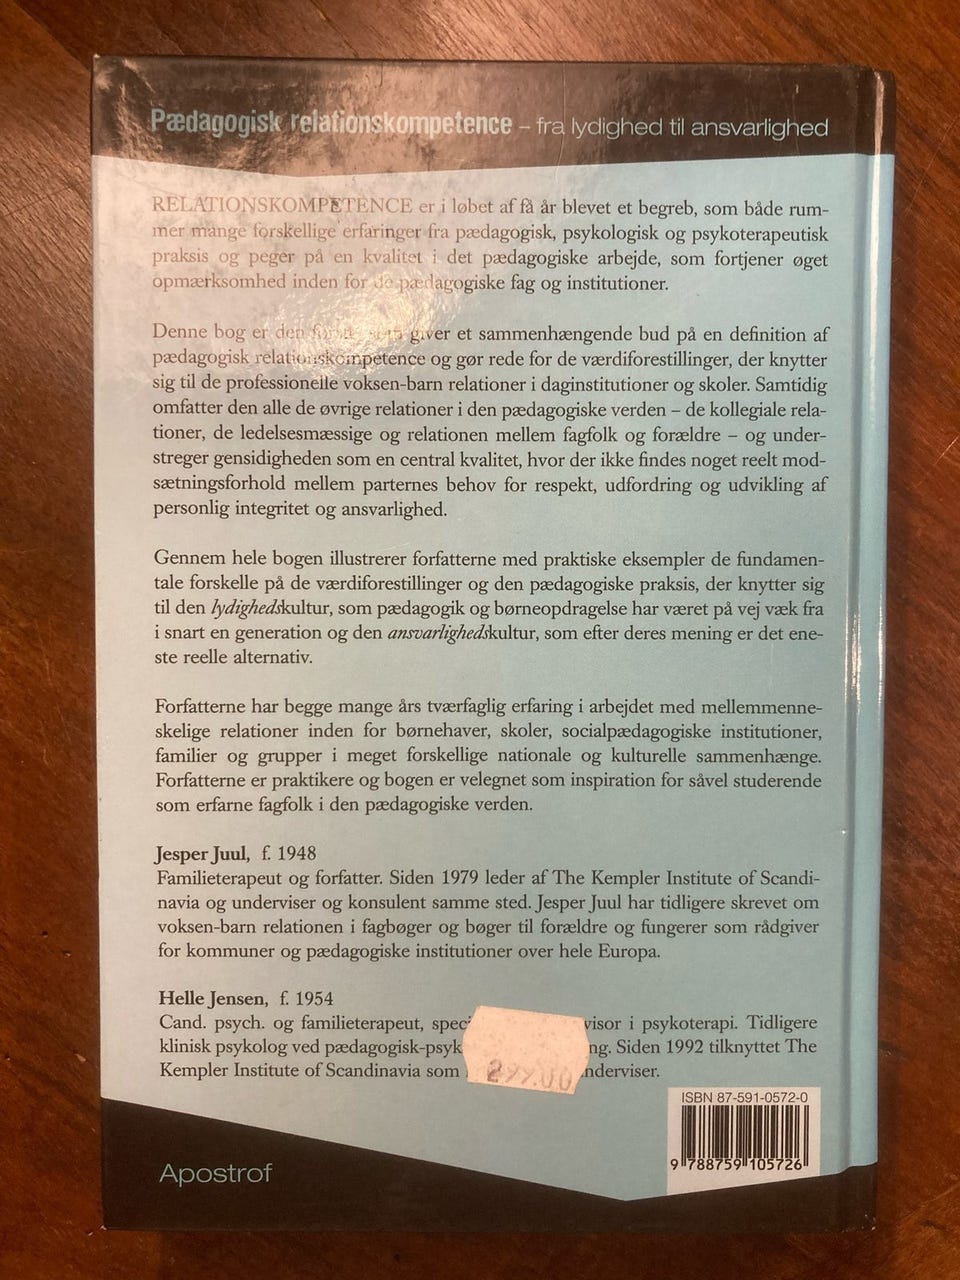 Pædagogisk relationskompetence – fra lydighed til ansvarlighed
RELATIONSKOMPETENCE er i løbet af få år blevet et begreb, som både rum-
mer mange forskellige erfaringer fra pædagogisk, psykologisk og psykoterapeutisk
praksis og peger på en kvalitet i det pædagogiske arbejde, som fortjener øget
opmærksomhed inden for de pædagogiske fag og institutioner.
Denne bog er den første som giver et sammenhængende bud på en definition af
pædagogisk relationskompetence og gør rede for de værdiforestillinger, der knytter
sig til de professionelle voksen-barn relationer i daginstitutioner og skoler. Samtidig
omfatter den alle de øvrige relationer i den pædagogiske verden – de kollegiale rela-
tioner, de ledelsesmæssige og relationen mellem fagfolk og forældre – og under-
streger gensidigheden som en central kvalitet, hvor der ikke findes noget reelt mod-
sætningsforhold mellem parternes behov for respekt, udfordring og udvikling af
personlig integritet og ansvarlighed.
Gennem hele bogen illustrerer forfatterne med praktiske eksempler de fundamen-
tale forskelle på de værdiforestillinger og den pædagogiske praksis, der knytter sig
til den lydighedskultur, som pædagogik og børneopdragelse har været på vej væk fra
i snart en generation og den ansvarlighedskultur, som efter deres mening er det ene-
ste reelle alternativ.
Forfatterne har begge mange års tværfaglig erfaring i arbejdet med mellemmenne-
skelige relationer inden for børnehaver, skoler, socialpædagogiske institutioner,
familier og grupper i meget forskellige nationale og kulturelle sammenhænge.
Forfatterne er praktikere og bogen er velegnet som inspiration for såvel studerende
som erfarne fagfolk i den pædagogiske verden.
Jesper Juul, f. 1948
Familieterapeut og forfatter. Siden 1979 leder af The Kempler Institute of Scandi-
navia og underviser og konsulent samme sted. Jesper Juul har tidligere skrevet om
voksen-barn relationen i fagbøger og bøger til forældre og fungerer som rådgiver
for kommuner og pædagogiske institutioner over hele Europa.
Helle Jensen, f. 1954
Cand. psych. og familieterapeut, i psykoterapi. Tidligere
klinisk psykolog ved Siden 1992 tilknyttet The
Kempler Institute of Scandinavia som
299.00
ISBN 87-591-0572-0
9 788759 105726
Apostrof